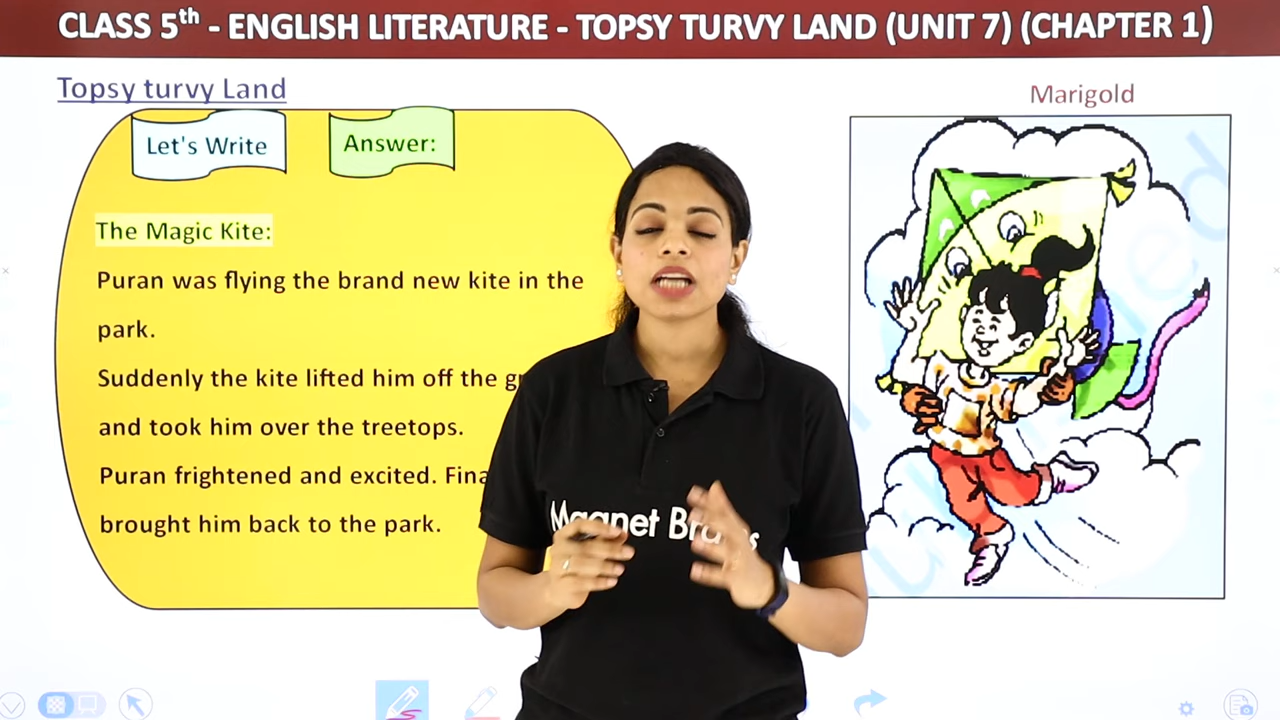 CLASS 5th - ENGLISH LITERATURE - TOPSY TURVY LAND (UNIT 7) (CHAPTER 1)
Topsy turvy Land
Marigold
Let's Write
Answer:
The Magic Kite:
Puran was flying the brand new kite in the
park.
Suddenly the kite lifted him off the
and took him over the treetops.
Puran frightened and excited.
brought him back to the park.
Magnet